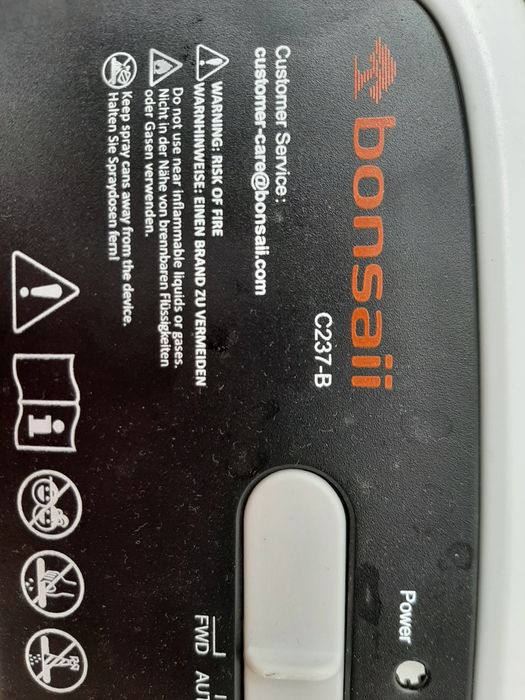 bonsaii
C237-B
Customer Service:
customer-care@bonsaii.com
WARNING: RISK OF FIRE
WARNHINWEISE: EINEN BRAND ZU VERMEIDEN
Do not use near inflammable liquids or gases.
Nicht in der Nähe von brennbaren Flüssigkeiten
oder Gasen verwenden.
Keep spray cans away from the device.
Halten Sie Spraydosen fern!
Power
FWD